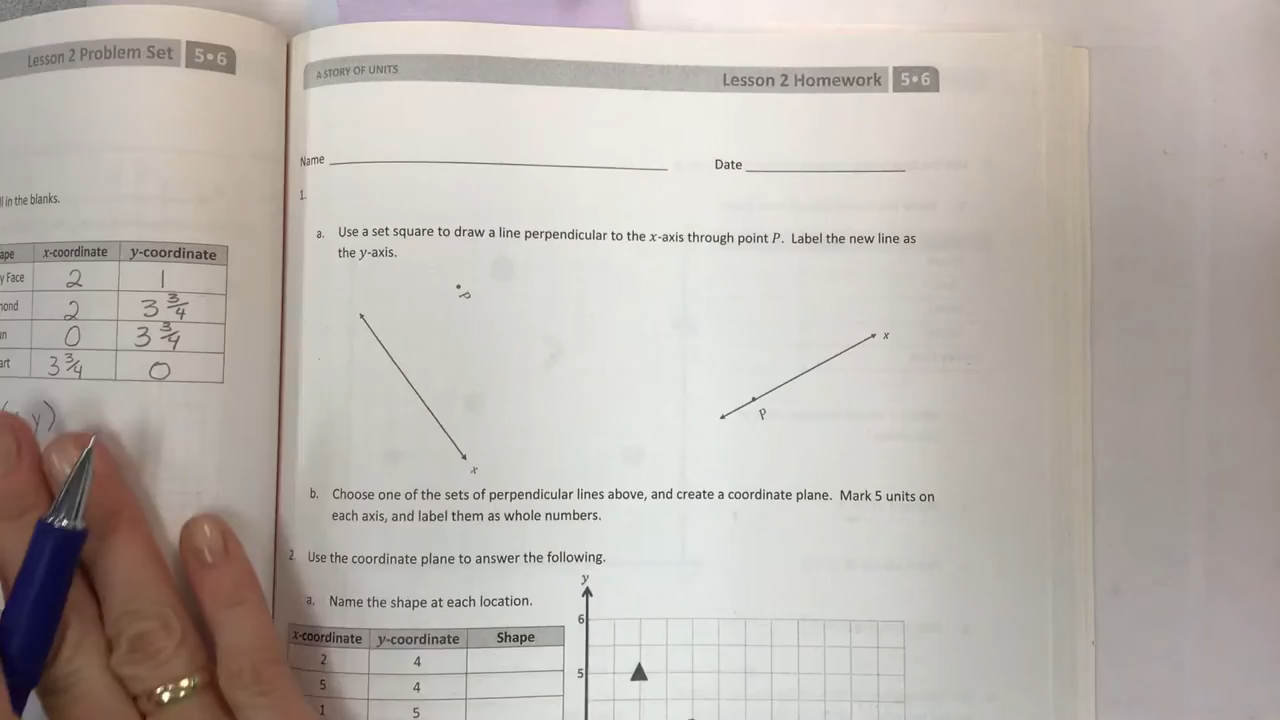 Lesson 2 Problem Set 5•6
in the blanks.
x-coordinate y-coordinate
Face 2 1
2 3 3/4
0 3 3/4
3 3/4 0
y)
A STORY OF UNITS
Lesson 2 Homework 5•6
Name Date
1.
a. Use a set square to draw a line perpendicular to the x-axis through point P. Label the new line as
the y-axis.
P
x
x
P
b. Choose one of the sets of perpendicular lines above, and create a coordinate plane. Mark 5 units on
each axis, and label them as whole numbers.
2. Use the coordinate plane to answer the following.
a. Name the shape at each location.
x-coordinate y-coordinate Shape
2 4
5 4
1 5
y
6
5